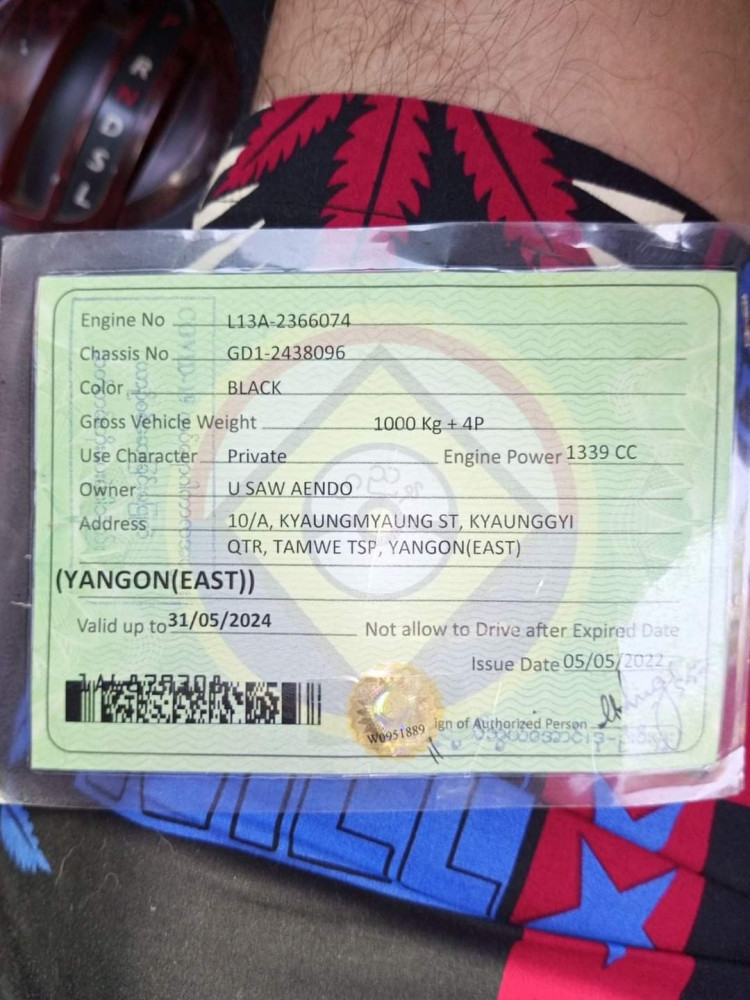 P
R
N
D
S
L
Engine No L13A-2366074
Chassis No GD1-2438096
Color BLACK
Gross Vehicle Weight 1000 Kg + 4P
Use Character Private Engine Power 1339 CC
Owner U SAW AENDO
Address 10/A, KYAUNGMYAUNG ST, KYAUNGGYI
QTR, TAMWE TSP, YANGON(EAST)
(YANGON(EAST))
Valid up to 31/05/2024 Not allow to Drive after Expired Date
Issue Date 05/05/2022
W0951889 ign of Authorized Person
COVID-19